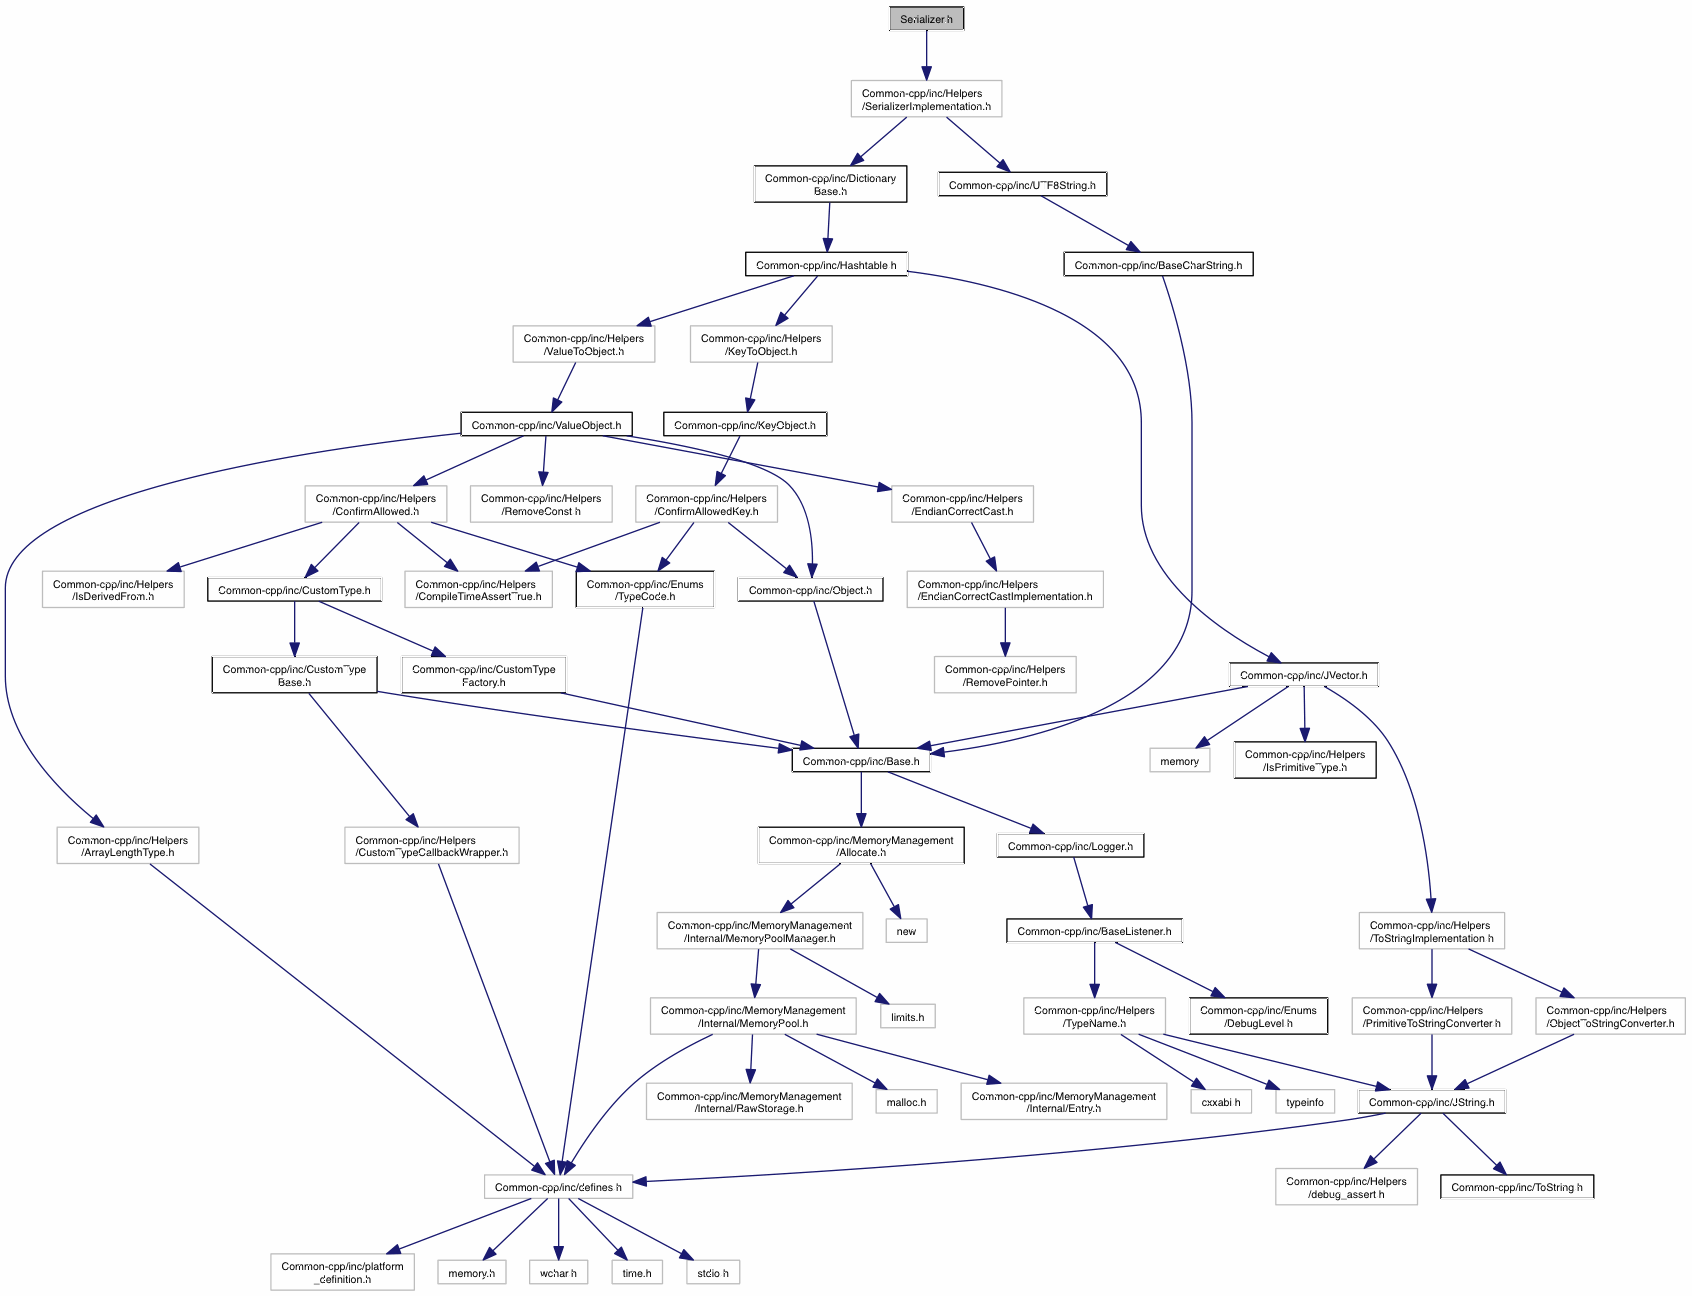 Serializer.h
Common-cpp/inc/Helpers
/SerializerImplementation.h
Common-cpp/inc/Dictionary
Base.h
Common-cpp/inc/UTF8String.h
Common-cpp/inc/Hashtable.h
Common-cpp/inc/BaseCharString.h
Common-cpp/inc/Helpers
/ValueToObject.h
Common-cpp/inc/Helpers
/KeyToObject.h
Common-cpp/inc/ValueObject.h
Common-cpp/inc/KeyObject.h
Common-cpp/inc/Helpers
/ConfirmAllowed.h
Common-cpp/inc/Helpers
/RemoveConst.h
Common-cpp/inc/Helpers
/ConfirmAllowedKey.h
Common-cpp/inc/Helpers
/EndianCorrectCast.h
Common-cpp/inc/Helpers
/IsDerivedFrom.h
Common-cpp/inc/CustomType.h
Common-cpp/inc/Helpers
/CompileTimeAssertTrue.h
Common-cpp/inc/Enums
/TypeCode.h
Common-cpp/inc/Object.h
Common-cpp/inc/Helpers
/EndianCorrectCastImplementation.h
Common-cpp/inc/CustomType
Base.h
Common-cpp/inc/CustomType
Factory.h
Common-cpp/inc/Helpers
/RemovePointer.h
Common-cpp/inc/JVector.h
Common-cpp/inc/Base.h
memory
Common-cpp/inc/Helpers
/IsPrimitiveType.h
Common-cpp/inc/Helpers
/ArrayLengthType.h
Common-cpp/inc/Helpers
/CustomTypeCallbackWrapper.h
Common-cpp/inc/MemoryManagement
/Allocate.h
Common-cpp/inc/Logger.h
Common-cpp/inc/MemoryManagement
/Internal/MemoryPoolManager.h
new
Common-cpp/inc/BaseListener.h
Common-cpp/inc/Helpers
/ToStringImplementation.h
Common-cpp/inc/MemoryManagement
/Internal/MemoryPool.h
limits.h
Common-cpp/inc/Helpers
/TypeName.h
Common-cpp/inc/Enums
/DebugLevel.h
Common-cpp/inc/Helpers
/PrimitiveToStringConverter.h
Common-cpp/inc/Helpers
/ObjectToStringConverter.h
Common-cpp/inc/MemoryManagement
/Internal/RawStorage.h
malloc.h
Common-cpp/inc/MemoryManagement
/Internal/Entry.h
cxxabi.h
typeinfo
Common-cpp/inc/JString.h
Common-cpp/inc/defines.h
Common-cpp/inc/Helpers
/debug_assert.h
Common-cpp/inc/ToString.h
Common-cpp/inc/platform
_definition.h
memory.h
wchar.h
time.h
stdio.h